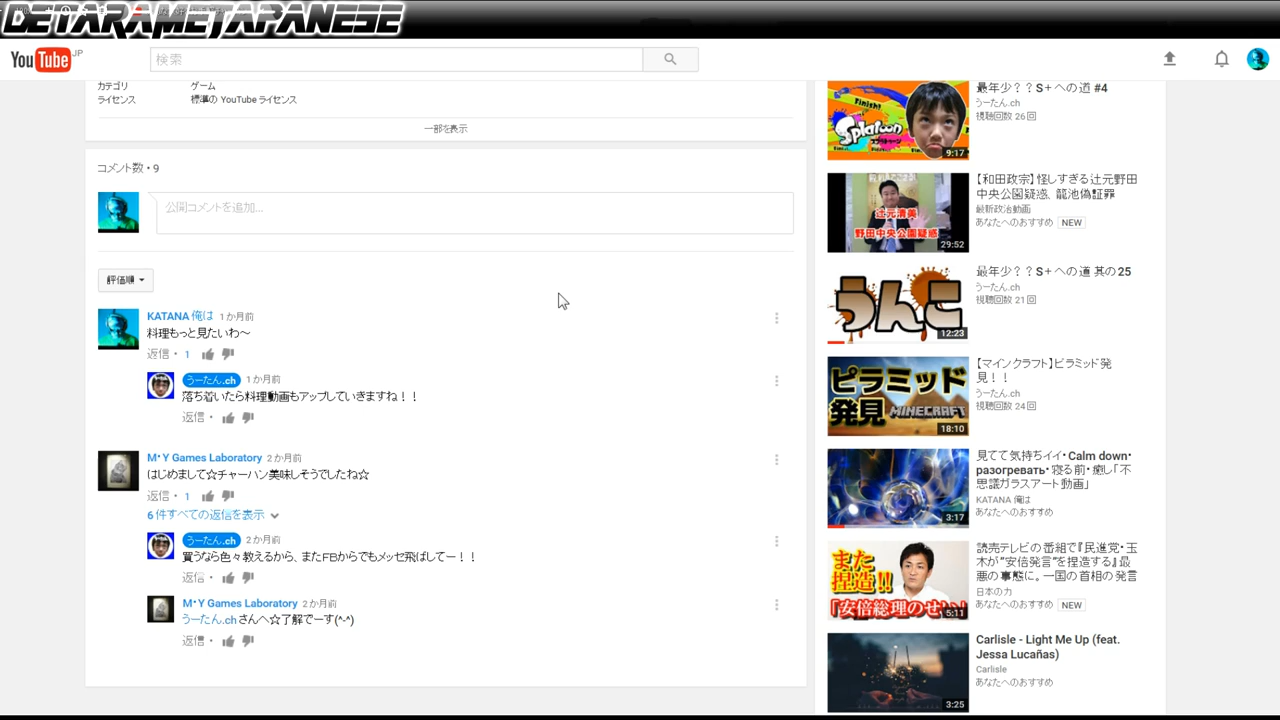 DETARAMEJAPANESE
YouTube JP
検索
カテゴリ
ゲーム
ライセンス
標準の YouTube ライセンス
一部を表示
コメント数・9
公開コメントを追加...
評価順
KATANA 俺は 1 か月前
料理もっと見たいわ～
返信・ 1
うーたん.ch 1 か月前
落ち着いたら料理動画もアップしていきますね！！
返信・
M・Y Games Laboratory 2 か月前
はじめまして☆チャーハン美味しそうでしたね☆
返信・ 1
6 件すべての返信を表示
うーたん.ch 2 か月前
買うなら色々教えるから、またFBからでもメッセ飛ばしてー！！
返信・
M・Y Games Laboratory 2 か月前
うーたん.ch さんへ☆了解でーす(^-^)
返信・
Finish!
Splatoon
9:17
最年少？？S＋への道 #4
うーたん.ch
視聴回数 26 回
辻元清美
野田中央公園疑惑
29:52
【和田政宗】怪しすぎる辻元野田
中央公園疑惑、籠池偽証罪
最新政治動画
あなたへのおすすめ NEW
うんこ
12:23
最年少？？S＋への道 其の25
うーたん.ch
視聴回数 21 回
ピラミッド
発見 MINECRAFT
18:10
【マインクラフト】ピラミッド発
見！！
うーたん.ch
視聴回数 24 回
3:17
見てて気持ちイイ・Calm down・
разогревать・寝る前・癒し「不
思議ガラスアート動画」
KATANA 俺は
あなたへのおすすめ
また
捏造!!
「安倍総理のせい」
5:11
読売テレビの番組で『民進党・玉
木が"安倍発言"を捏造する』最
悪の事態に。一国の首相の発言
日本の力
あなたへのおすすめ NEW
3:25
Carlisle - Light Me Up (feat.
Jessa Lucañas)
Carlisle
あなたへのおすすめ